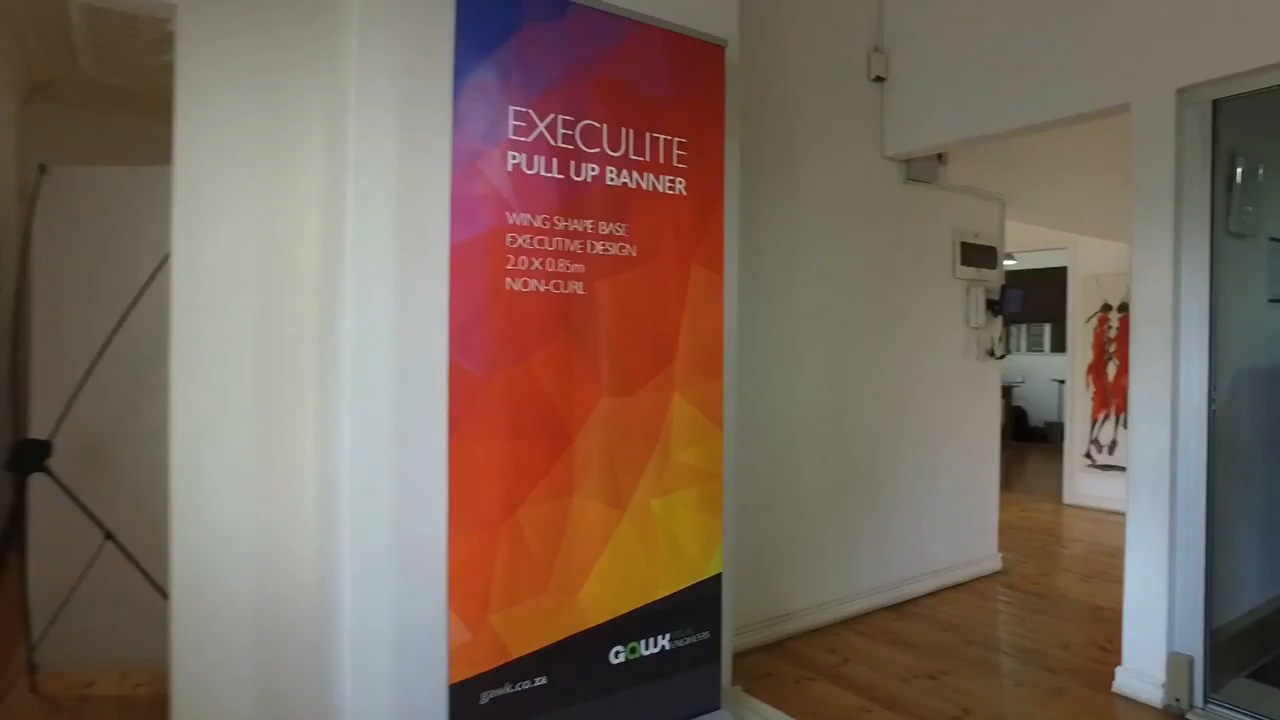 EXECULITE
PULL UP BANNER
WING SHAPE BASE
EXECUTIVE DESIGN
2.0 X 0.85m
NON-CURL
GAWK
ENGINEERS
gawk.co.za